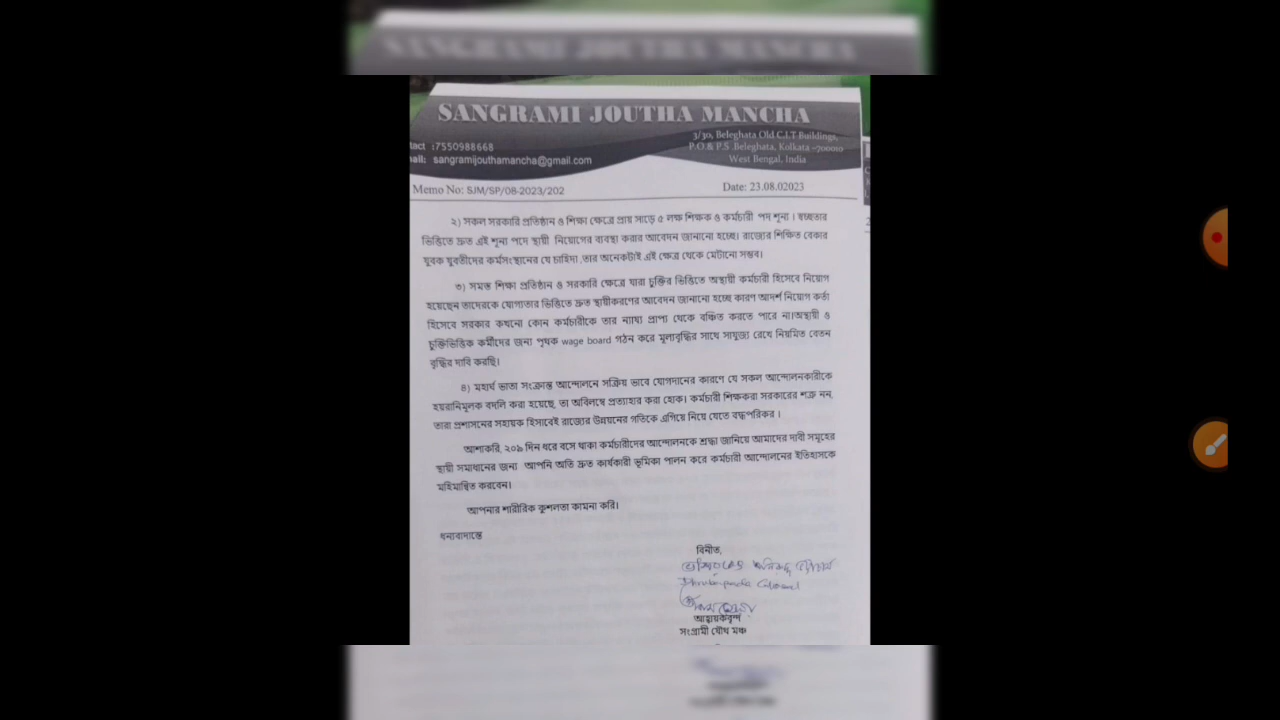 SANGRAMI JOUTHA MANCHA
tact :7550988668
3/30, Beleghata Old C.I.T Buildings,
P.O & P.S .Beleghata, Kolkata -700010
West Bengal, India
ail: sangramijouthamancha@gmail.com
Memo No: SJM/SP/08-2023/202
Date: 23.08.02023
২) সকল সরকারি প্রতিষ্ঠান ও শিক্ষা ক্ষেত্রে প্রায় সাড়ে ৫ লক্ষ শিক্ষক ও কর্মচারী পদ শূন্য । স্বচ্ছতার
ভিত্তিতে দ্রুত এই শূন্য পদে স্থায়ী নিয়োগের ব্যবস্থা করার আবেদন জানানো হচ্ছে। রাজ্যের শিক্ষিত বেকার
যুবক যুবতীদের কর্মসংস্থানের যে চাহিদা ,তার অনেকটাই এই ক্ষেত্র থেকে মেটানো সম্ভব।
৩) সমস্ত শিক্ষা প্রতিষ্ঠান ও সরকারি ক্ষেত্রে যারা চুক্তির ভিত্তিতে অস্থায়ী কর্মচারী হিসেবে নিয়োগ
হয়েছেন তাদেরকে যোগ্যতার ভিত্তিতে দ্রুত স্থায়ীকরণের আবেদন জানানো হচ্ছে কারণ আদর্শ নিয়োগ কর্তা
হিসেবে সরকার কখনো কোন কর্মচারীকে তার ন্যায্য প্রাপ্য থেকে বঞ্চিত করতে পারে না।অস্থায়ী ও
চুক্তিভিত্তিক কর্মীদের জন্য পৃথক wage board গঠন করে মূল্যবৃদ্ধির সাথে সাযুজ্য রেখে নিয়মিত বেতন
বৃদ্ধির দাবি করছি।
৪) মহার্ঘ ভাতা সংক্রান্ত আন্দোলনে সক্রিয় ভাবে যোগদানের কারণে যে সকল আন্দোলনকারীকে
হয়রানিমূলক বদলি করা হয়েছে, তা অবিলম্বে প্রত্যাহার করা হোক। কর্মচারী শিক্ষকরা সরকারের শত্রু নন,
তারা প্রশাসনের সহায়ক হিসাবেই রাজ্যের উন্নয়নের গতিকে এগিয়ে নিয়ে যেতে বদ্ধপরিকর ।
আশাকরি, ২০৯ দিন ধরে বসে থাকা কর্মচারীদের আন্দোলনকে শ্রদ্ধা জানিয়ে আমাদের দাবী সমূহের
স্থায়ী সমাধানের জন্য আপনি অতি দ্রুত কার্যকারী ভূমিকা পালন করে কর্মচারী আন্দোলনের ইতিহাসকে
মহিমান্বিত করবেন।
আপনার শারীরিক কুশলতা কামনা করি।
ধন্যবাদান্তে
বিনীত,
আহ্বায়কবৃন্দ
সংগ্রামী যৌথ মঞ্চ